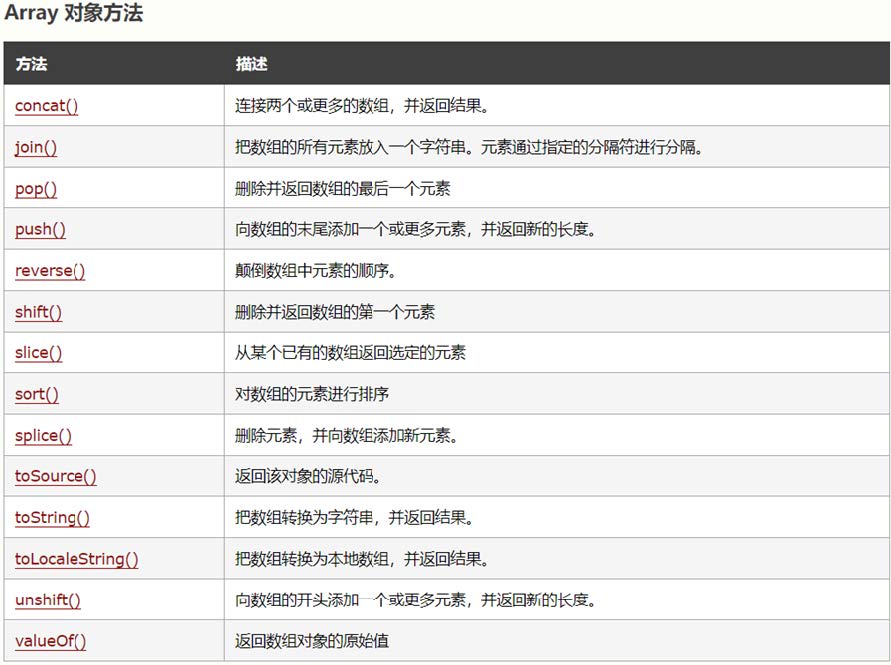 Array 对象方法
方法 描述
concat() 连接两个或更多的数组，并返回结果。
join() 把数组的所有元素放入一个字符串。元素通过指定的分隔符进行分隔。
pop() 删除并返回数组的最后一个元素
push() 向数组的末尾添加一个或更多元素，并返回新的长度。
reverse() 颠倒数组中元素的顺序。
shift() 删除并返回数组的第一个元素
slice() 从某个已有的数组返回选定的元素
sort() 对数组的元素进行排序
splice() 删除元素，并向数组添加新元素。
toSource() 返回该对象的源代码。
toString() 把数组转换为字符串，并返回结果。
toLocaleString() 把数组转换为本地数组，并返回结果。
unshift() 向数组的开头添加一个或更多元素，并返回新的长度。
valueOf() 返回数组对象的原始值